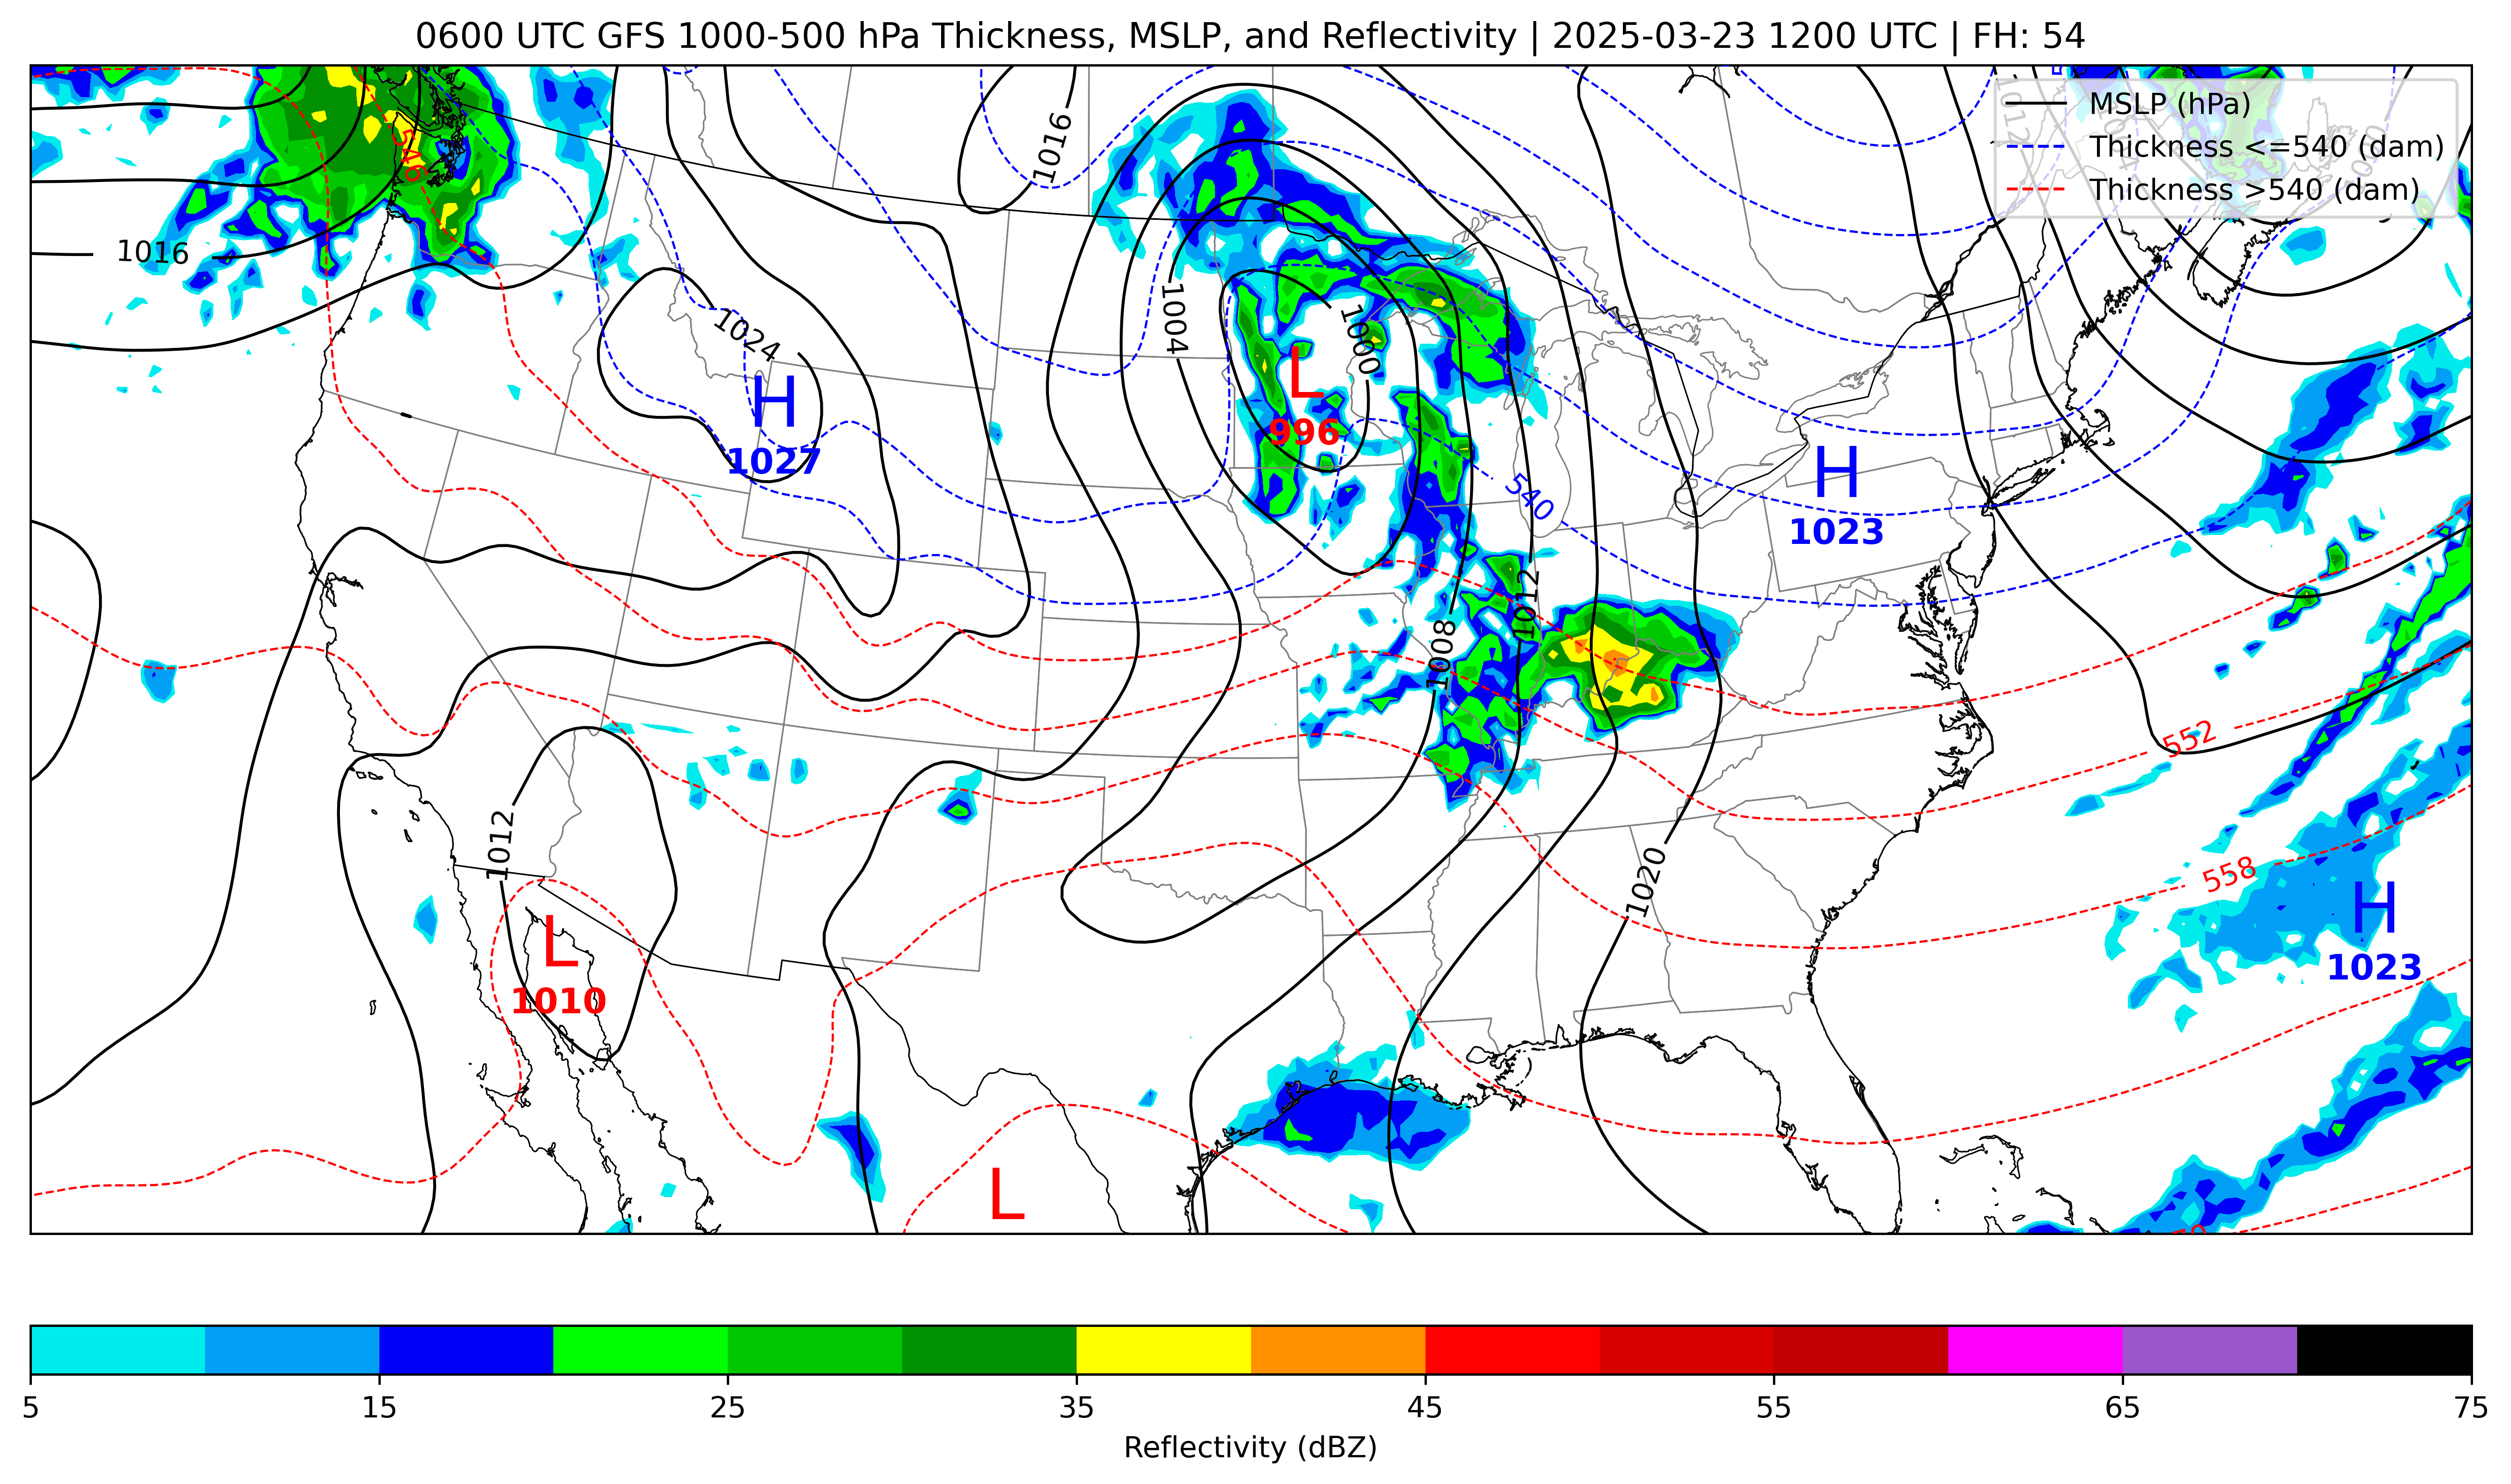 0600 UTC GFS 1000-500 hPa Thickness, MSLP, and Reflectivity | 2025-03-23 1200 UTC | FH: 54
MSLP (hPa)
Thickness <=540 (dam)
Thickness >540 (dam)
1012
1016
546
1016
1004
1000
1024
L
996
H
1027
H
1023
540
1012
1008
552
1012
1020
558
H
1023
L
1010
L
5
15
25
35
45
55
65
75
Reflectivity (dBZ)